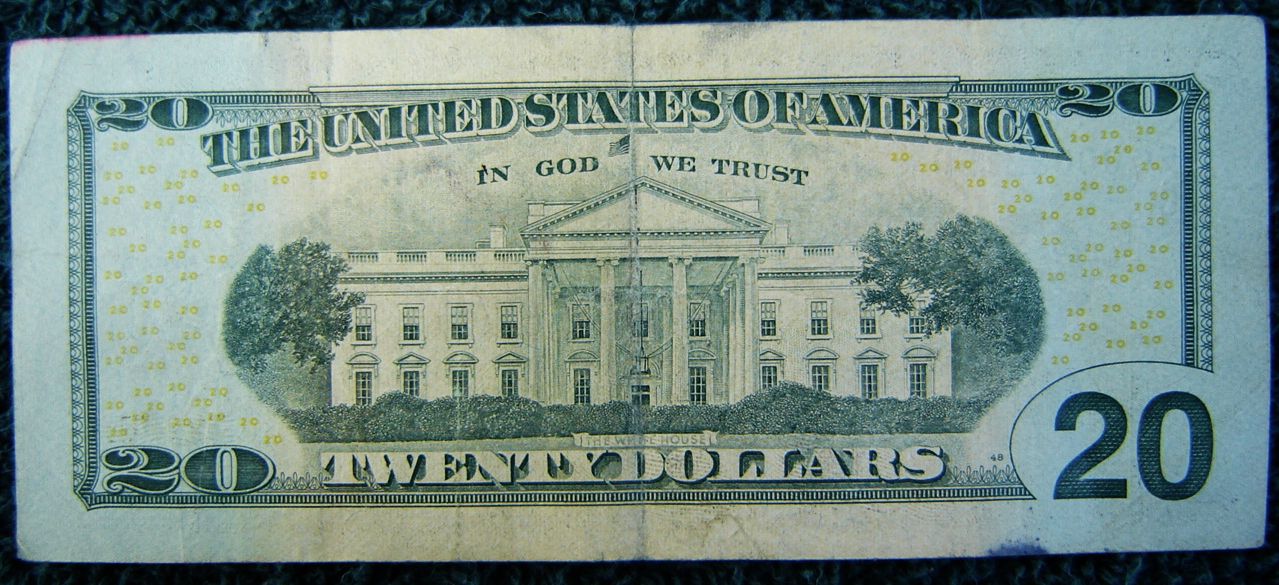 20 20
THE UNITED STATES OF AMERICA
IN GOD WE TRUST
THE WHITE HOUSE
48
20 TWENTY DOLLARS 20